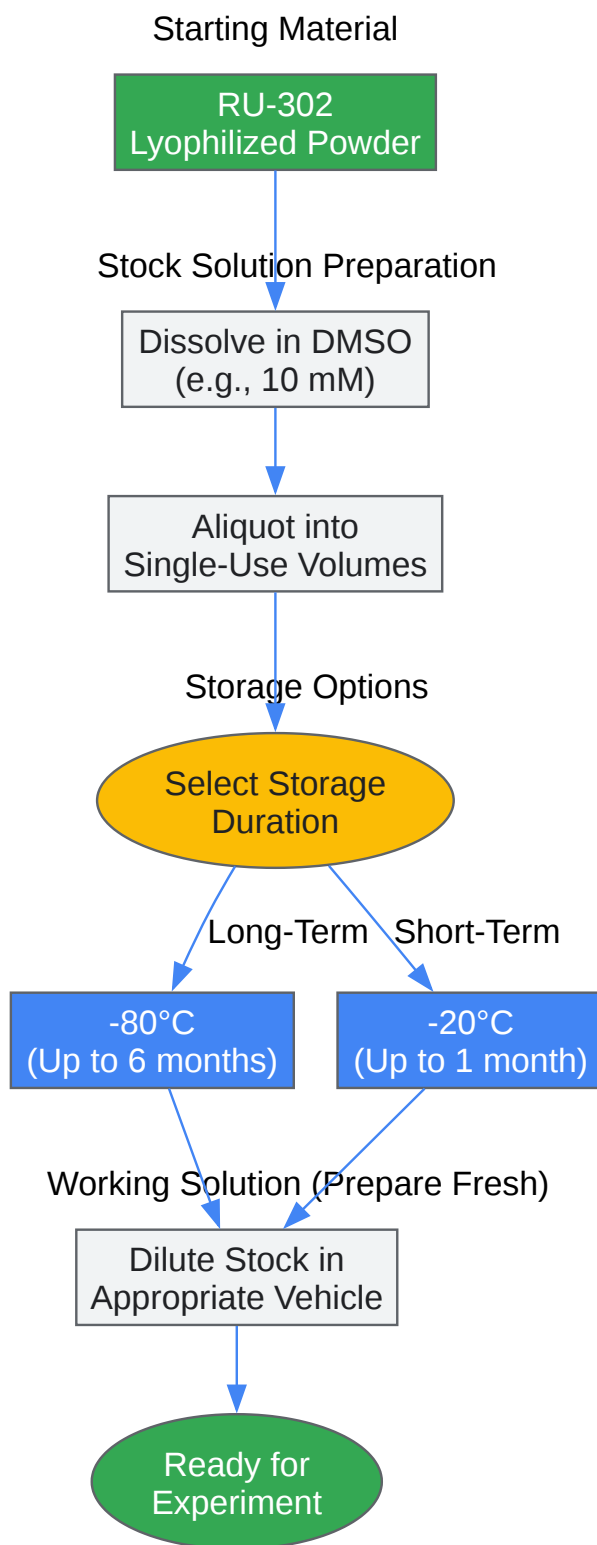 Starting Material
RU-302
Lyophilized Powder
Stock Solution Preparation
Dissolve in DMSO
(e.g., 10 mM)
Aliquot into
Single-Use Volumes
Storage Options
Select Storage
Duration
Long-Term
Short-Term
-80°C
(Up to 6 months)
-20°C
(Up to 1 month)
Working Solution (Prepare Fresh)
Dilute Stock in
Appropriate Vehicle
Ready for
Experiment